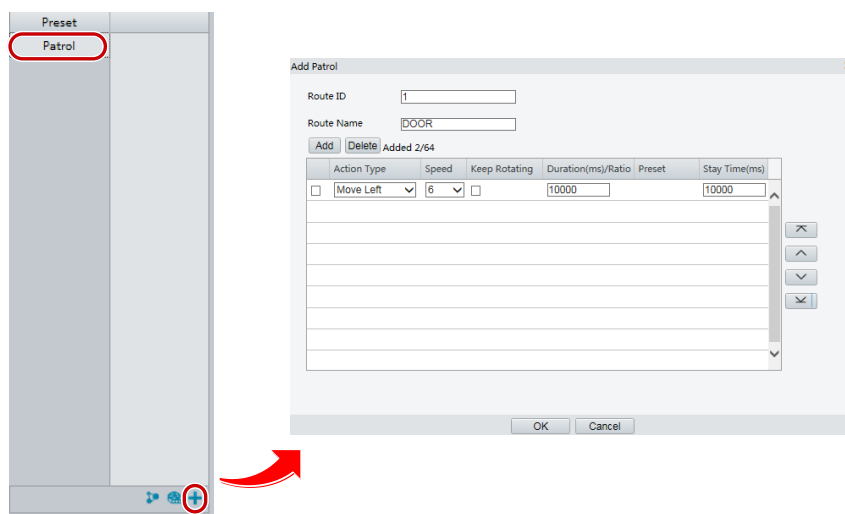 Preset
Patrol
Add Patrol
Route ID 1
Route Name DOOR
Add Delete Added 2/64
Action Type Speed Keep Rotating Duration(ms)/Ratio Preset Stay Time(ms)
Move Left 6 10000 10000
OK Cancel